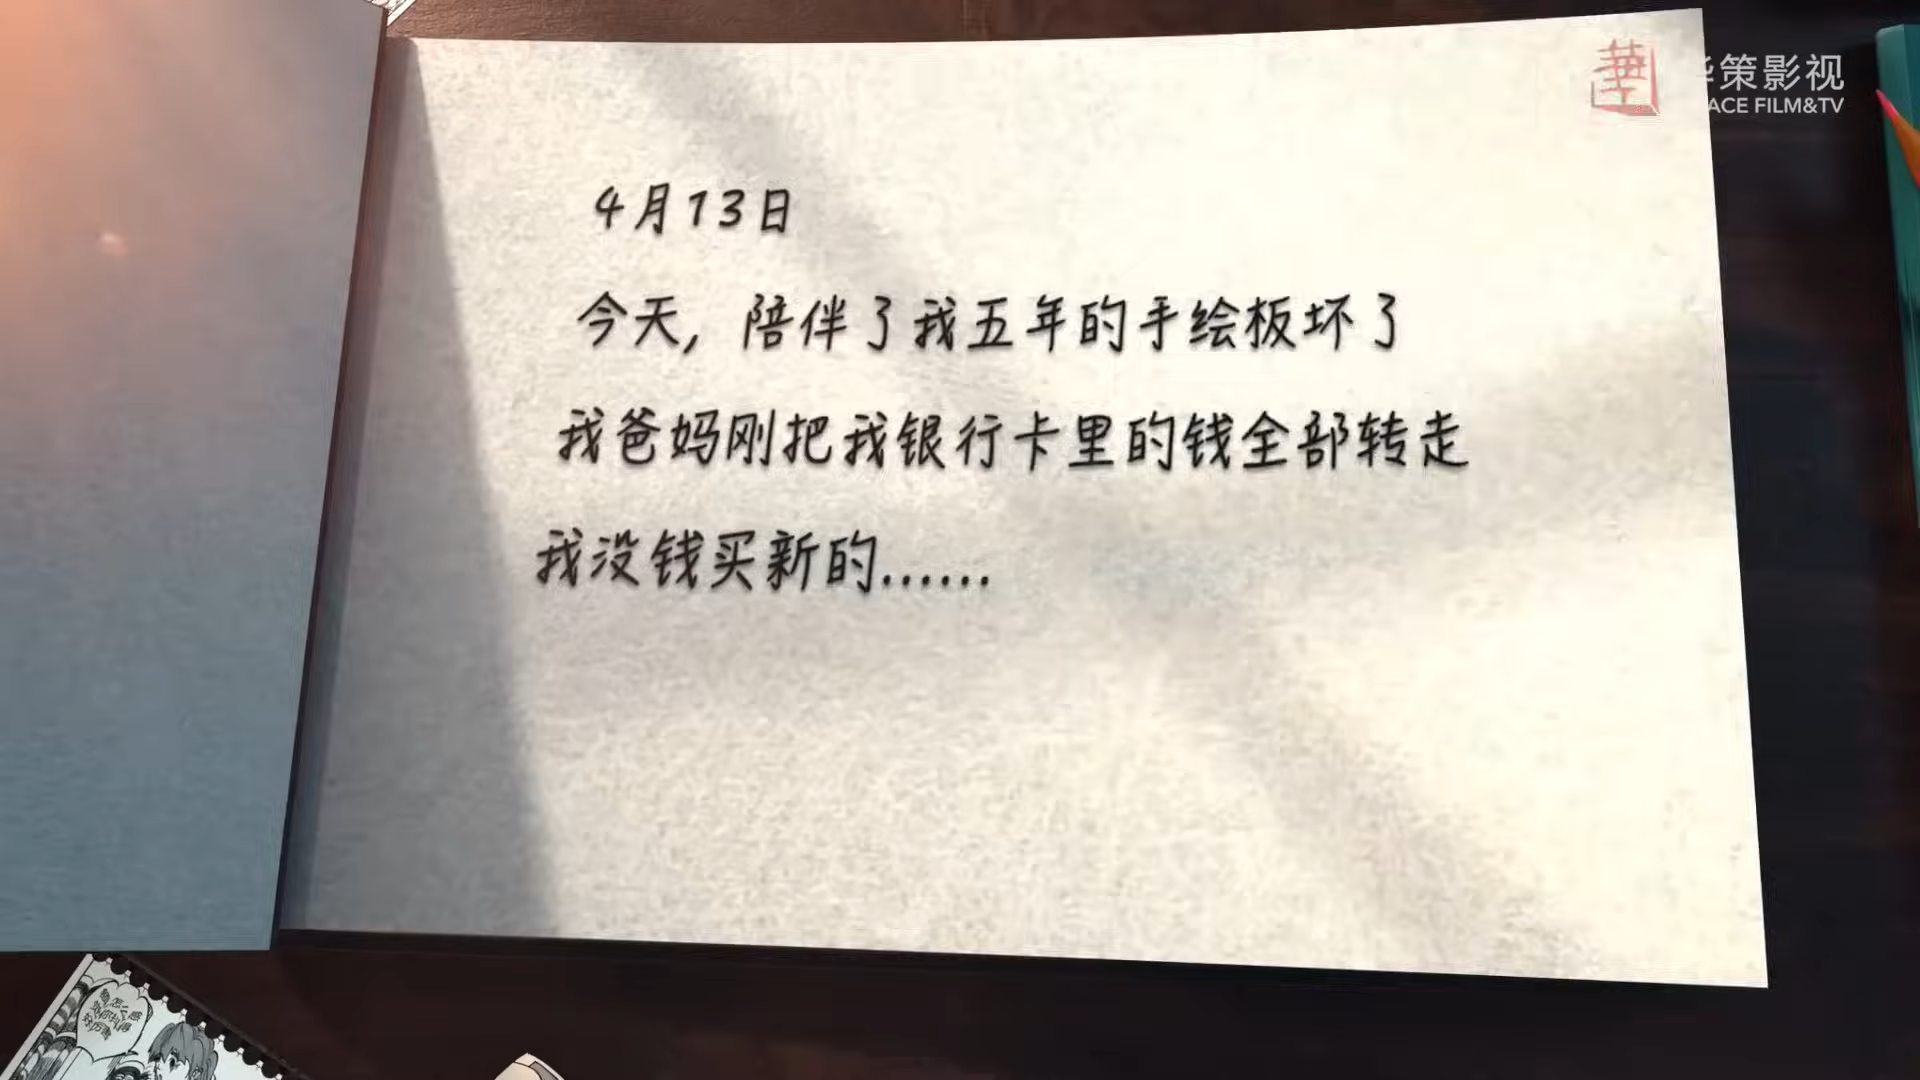 4月13日
今天，陪伴了我五年的手绘板坏了
我爸妈刚把我银行卡里的钱全部转走
我没钱买新的......
華
华策影视
ACE FILM&TV